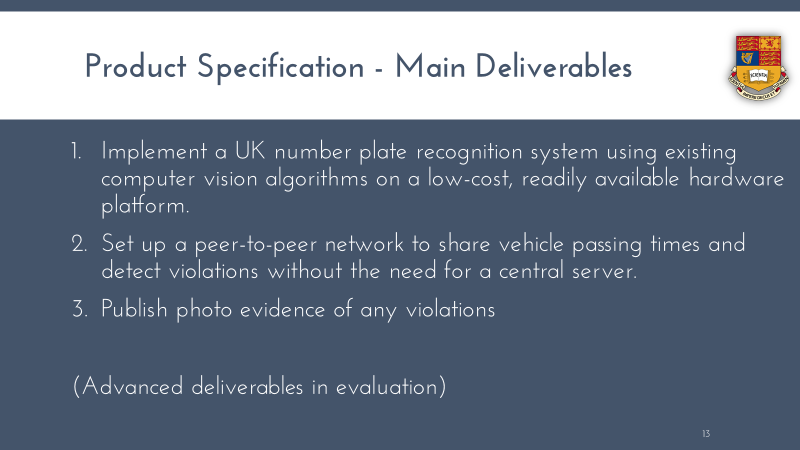 Product Specification - Main Deliverables
SCIENTIA
1. Implement a UK number plate recognition system using existing
computer vision algorithms on a low-cost, readily available hardware
platform.
2. Set up a peer-to-peer network to share vehicle passing times and
detect violations without the need for a central server.
3. Publish photo evidence of any violations
(Advanced deliverables in evaluation)
13